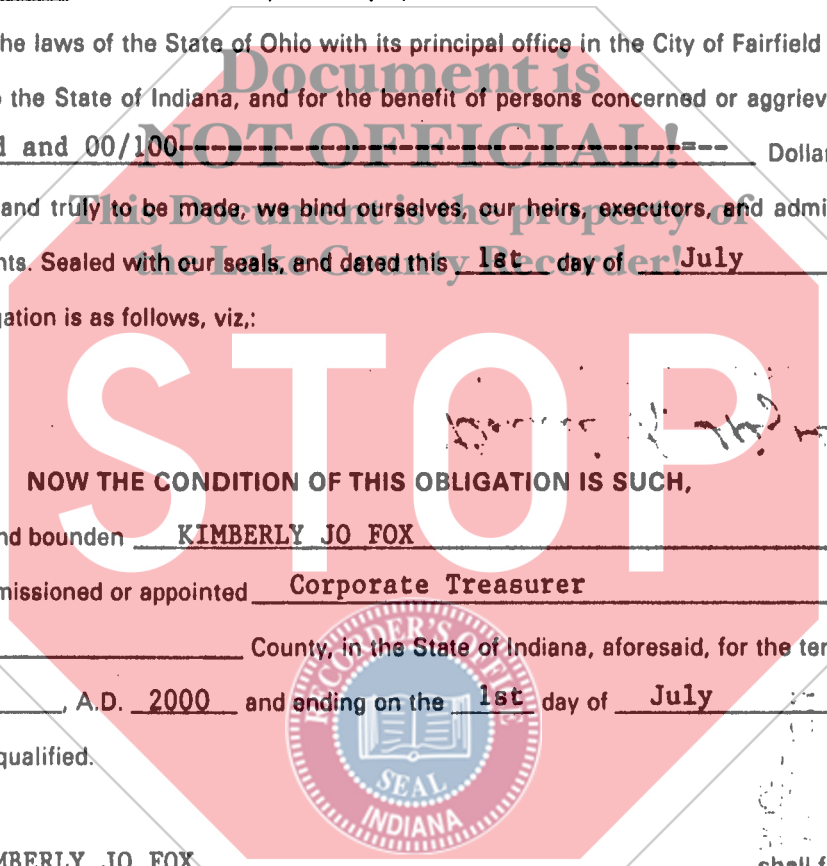 he laws of the State of Ohio with its principal office in the City of Fairfield
Document is
the State of Indiana, and for the benefit of persons concerned or aggriev
NOT OFFICIAL!
and 00/100-------------------------------------=-- Dollar
This Document is the property of
and truly to be made, we bind ourselves, our heirs, executors, and admi
the Lake County Recorder!
nts. Sealed with our seals, and dated this 1st day of July
gation is as follows, viz,:
STOP
NOW THE CONDITION OF THIS OBLIGATION IS SUCH,
nd bounden KIMBERLY JO FOX
missioned or appointed Corporate Treasurer
County, in the State of Indiana, aforesaid, for the ter
RECORDER'S OFFICE
, A.D. 2000 and ending on the 1st day of July
qualified.
SEAL
INDIANA
MBERLY JO FOX
shall